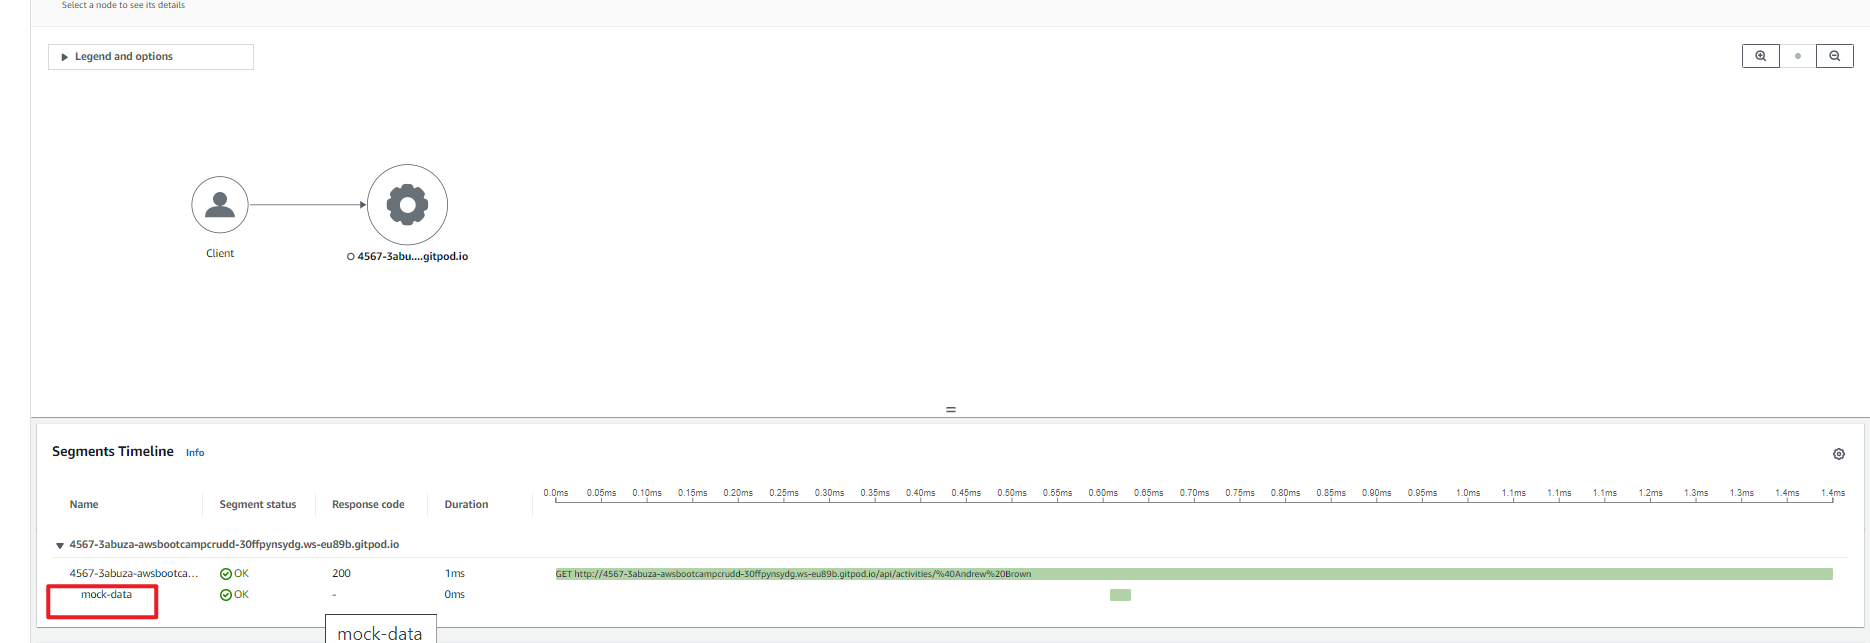 Select a node to see its details
Legend and options
Client
4567-3abu....gitpod.io
Segments Timeline Info
Name Segment status Response code Duration 0.0ms 0.05ms 0.10ms 0.15ms 0.20ms 0.25ms 0.30ms 0.35ms 0.40ms 0.45ms 0.50ms 0.55ms 0.60ms 0.65ms 0.70ms 0.75ms 0.80ms 0.85ms 0.90ms 0.95ms 1.0ms 1.1ms 1.1ms 1.1ms 1.2ms 1.3ms 1.3ms 1.4ms 1.4ms
4567-3abuza-awsbootcampcrudd-30ffpynsydg.ws-eu89b.gitpod.io
4567-3abuza-awsbootca... OK 200 1ms GET http://4567-3abuza-awsbootcampcrudd-30ffpynsydg.ws-eu89b.gitpod.io/api/activities/%40Andrew%20Brown
mock-data OK - 0ms
mock-data